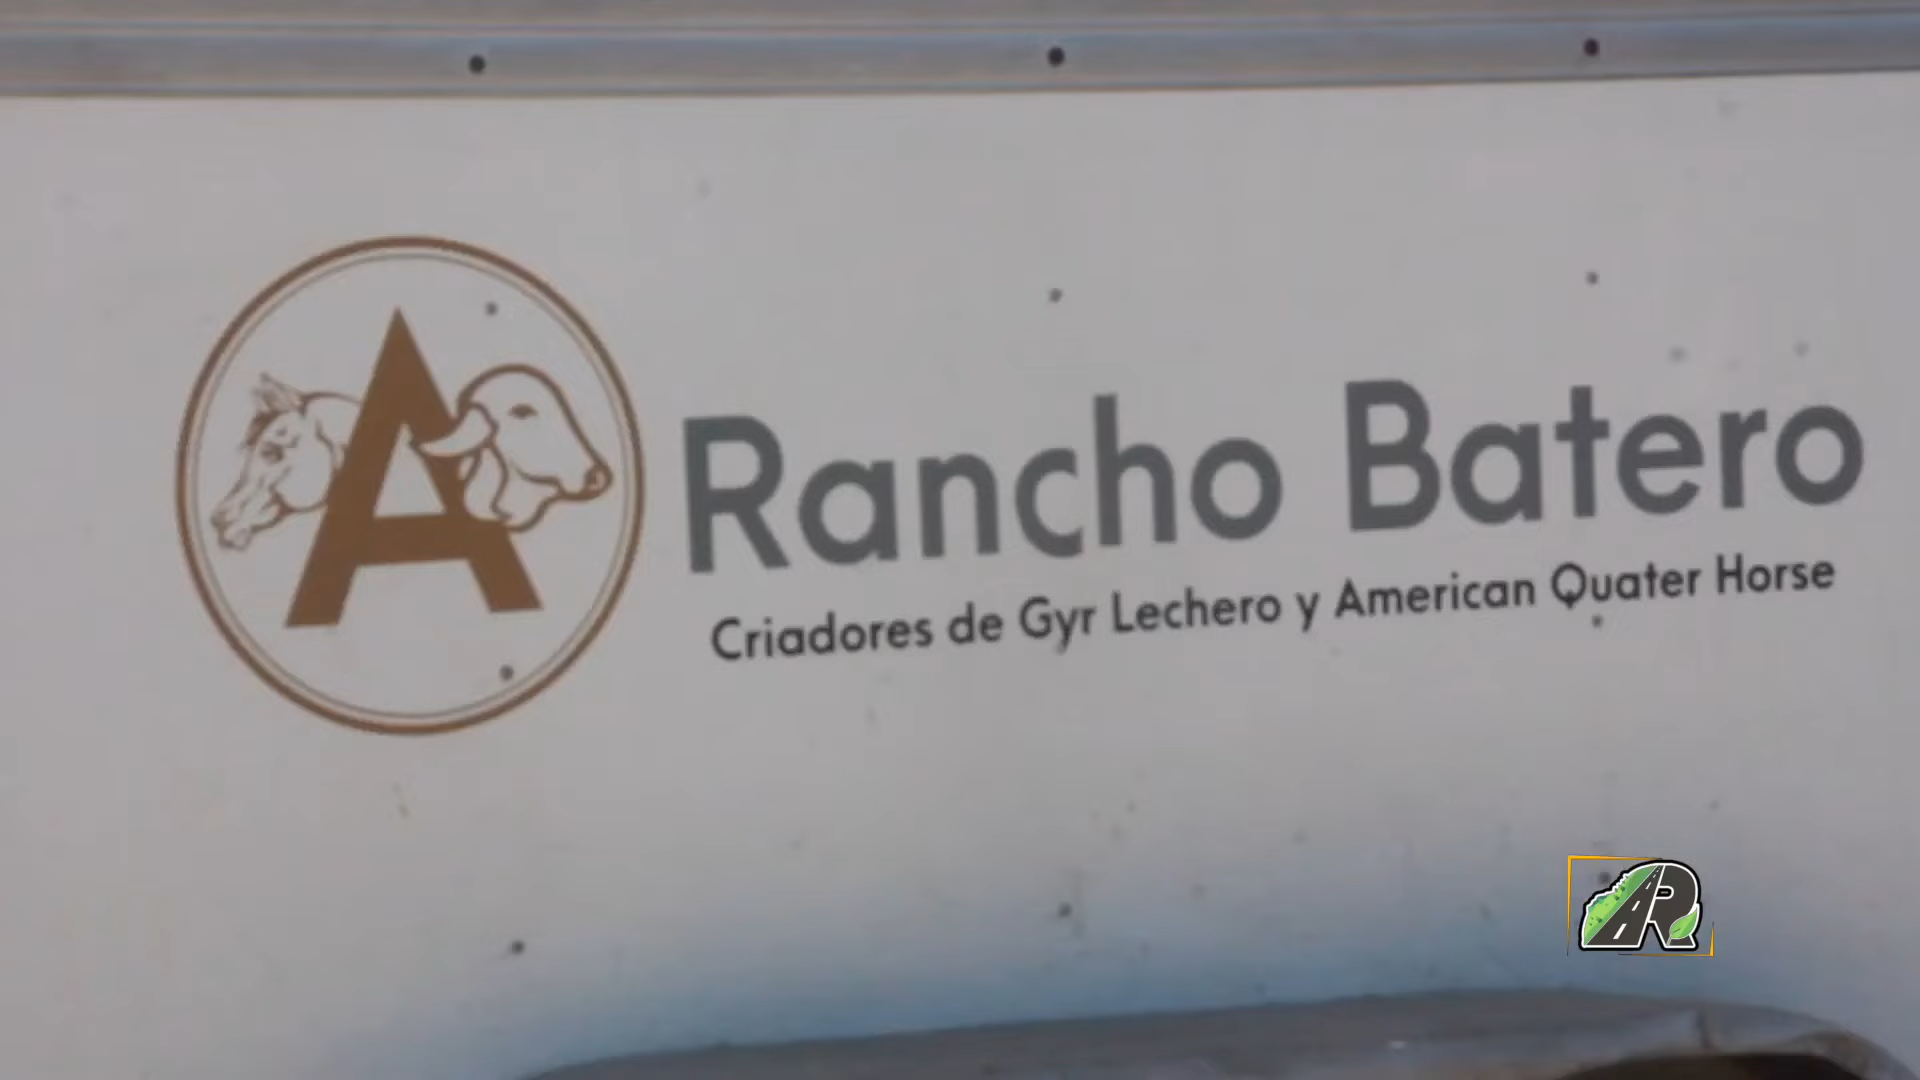 A
Rancho Batero
Criadores de Gyr Lechero y American Quater Horse
R